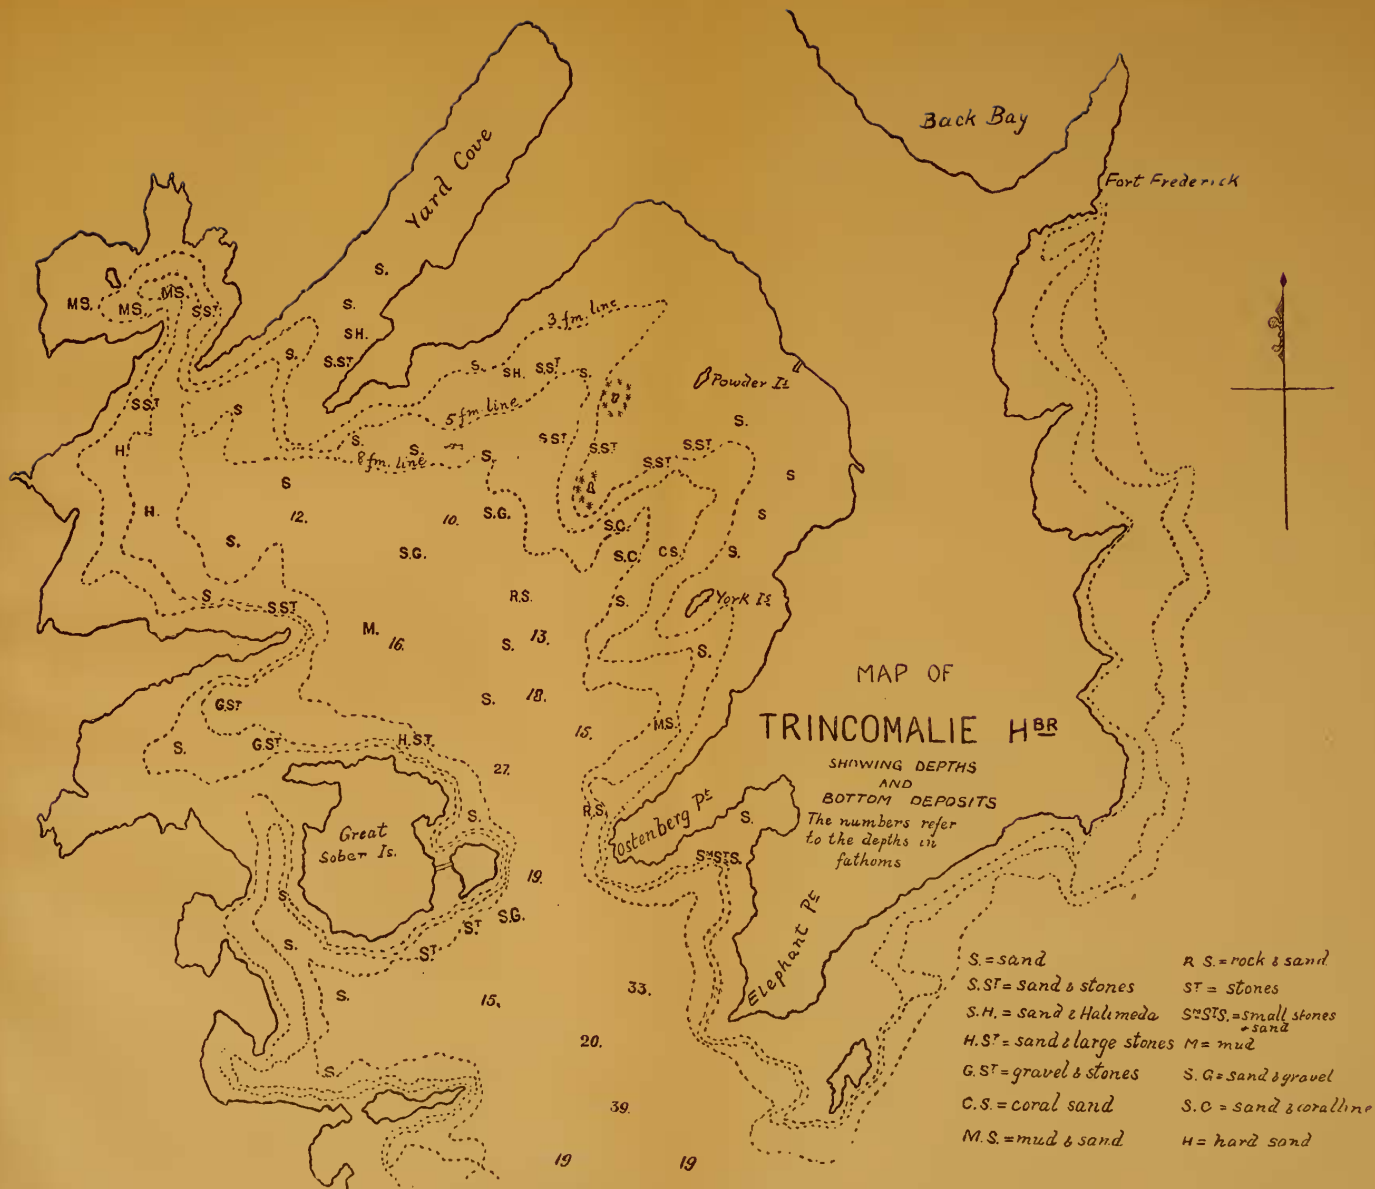 Back Bay
Fort Frederick
Yard Cove
S.
S.
SH.
S.ST
MS.
MS.
MS.
S.ST
S.
3 fm. line
S.
SH.
S.ST
S.
Powder Is
S.ST
S
5 fm. line
S.
S.
S.
8 fm. line
S.
S.ST
S.ST
S.ST
S.ST
H.
S
S
H.
12.
10.
S.G.
S.C.
S
S.
S.G.
S.C.
C S.
S.
S
S.ST
R.S.
S.
York Is
M.
16.
S.
13.
S.
G.ST
S.
18.
S.
G.ST
H.ST
15.
M.S.
27.
MAP OF
TRINCOMALIE HBR
SHOWING DEPTHS
AND
BOTTOM DEPOSITS
The numbers refer
to the depths in
fathoms
Great
Sober Is.
S.
R.S.
Ostenberg Pt
S.
SMSTS.
19.
S.
S.G.
ST
ST
S.
S.
15.
33.
Elephant Pt
20.
S.
39.
19
19
S. = sand
S.ST = sand & stones
S.H. = sand & Halimeda
H.ST = sand & large stones
G.ST = gravel & stones
C.S. = coral sand
M.S. = mud & sand
R S. = rock & sand
ST = stones
SMSTS. = small stones
& sand
M = mud
S. G = sand & gravel
S.C = sand & coralline
H = hard sand